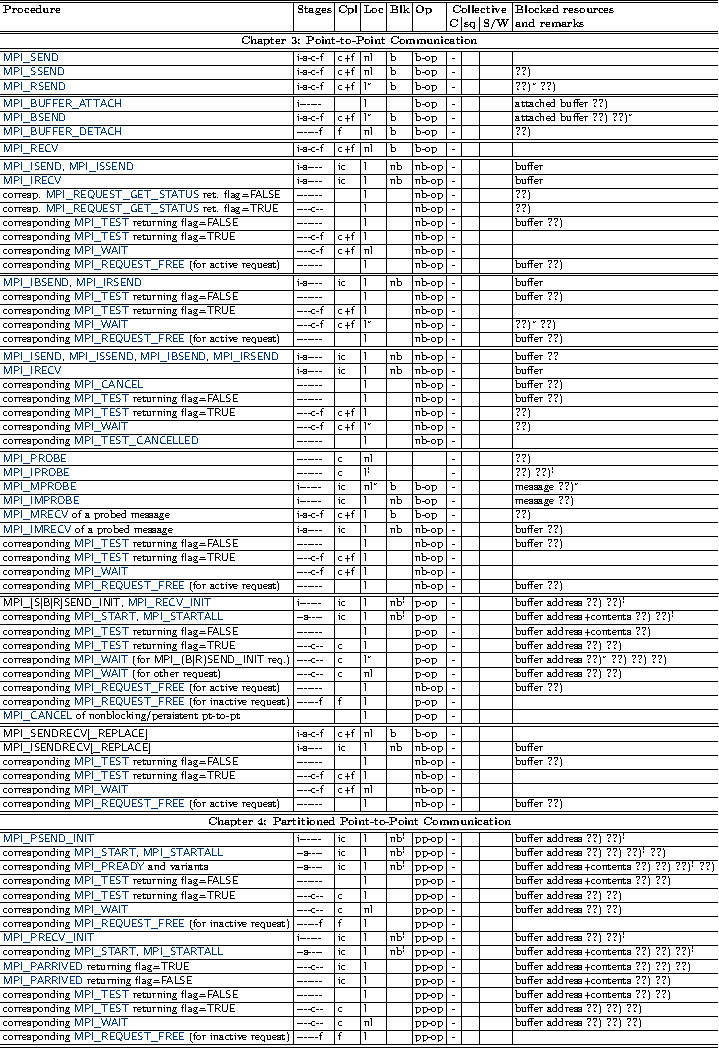 Procedure Stages Cpl Loc Blk Op Collective Blocked resources
C sq S/W and remarks
Chapter 3: Point-to-Point Communication
MPI_SEND i-s-c-f c+f nl b b-op -
MPI_SSEND i-s-c-f c+f nl b b-op - ??)
MPI_RSEND i-s-c-f c+f l* b b-op - ??)* ??)
MPI_BUFFER_ATTACH i------ l b-op - attached buffer ??)
MPI_BSEND i-s-c-f c+f l* b b-op - attached buffer ??) ??)*
MPI_BUFFER_DETACH ------f f nl b b-op - ??)
MPI_RECV i-s-c-f c+f nl b b-op -
MPI_ISEND, MPI_ISSEND i-s---- ic l nb nb-op - buffer
MPI_IRECV i-s---- ic l nb nb-op - buffer
corresp. MPI_REQUEST_GET_STATUS ret. flag=FALSE ------ l nb-op - ??)
corresp. MPI_REQUEST_GET_STATUS ret. flag=TRUE ----c-- l nb-op - ??)
corresponding MPI_TEST returning flag=FALSE ------ l nb-op - buffer ??)
corresponding MPI_TEST returning flag=TRUE ----c-f c+f l nb-op -
corresponding MPI_WAIT ----c-f c+f nl nb-op -
corresponding MPI_REQUEST_FREE (for active request) ------ l nb-op - buffer ??)
MPI_IBSEND, MPI_IRSEND i-s---- ic l nb nb-op - buffer
corresponding MPI_TEST returning flag=FALSE ------ l nb-op - buffer ??)
corresponding MPI_TEST returning flag=TRUE ----c-f c+f l nb-op -
corresponding MPI_WAIT ----c-f c+f l* nb-op - ??)* ??)
corresponding MPI_REQUEST_FREE (for active request) ------ l nb-op - buffer ??)
MPI_ISEND, MPI_ISSEND, MPI_IBSEND, MPI_IRSEND i-s---- ic l nb nb-op - buffer ??
MPI_IRECV i-s---- ic l nb nb-op - buffer
corresponding MPI_CANCEL ------ l nb-op - buffer ??)
corresponding MPI_TEST returning flag=FALSE ------ l nb-op - buffer ??)
corresponding MPI_TEST returning flag=TRUE ----c-f c+f l nb-op - ??)
corresponding MPI_WAIT ----c-f c+f l* nb-op - ??)
corresponding MPI_TEST_CANCELLED ------ l nb-op -
MPI_PROBE ------ c nl - ??)
MPI_IPROBE ------ c l! - ??) ??)!
MPI_MPROBE i------ ic nl* b b-op - message ??)*
MPI_IMPROBE i------ ic l nb b-op - message ??)
MPI_MRECV of a probed message i-s-c-f c+f l b b-op - ??)
MPI_IMRECV of a probed message i-s---- ic l nb nb-op - buffer ??)
corresponding MPI_TEST returning flag=FALSE ------ l nb-op - buffer ??)
corresponding MPI_TEST returning flag=TRUE ----c-f c+f l nb-op -
corresponding MPI_WAIT ----c-f c+f l nb-op -
corresponding MPI_REQUEST_FREE (for active request) ------ l nb-op - buffer ??)
MPI_[S|B|R]SEND_INIT, MPI_RECV_INIT i------ ic l nb! p-op - buffer address ??) ??)!
corresponding MPI_START, MPI_STARTALL --s---- ic l nb! p-op - buffer address+contents ??) ??)!
corresponding MPI_TEST returning flag=FALSE ------ l p-op - buffer address+contents ??)
corresponding MPI_TEST returning flag=TRUE ----c-- c l p-op - buffer address ??) ??)
corresponding MPI_WAIT (for MPI_(B|R)SEND_INIT req.) ----c-- c l* p-op - buffer address ??)* ??) ??) ??)
corresponding MPI_WAIT (for other request) ----c-- c nl p-op - buffer address ??) ??)
corresponding MPI_REQUEST_FREE (for active request) ------ l nb-op - buffer ??)
corresponding MPI_REQUEST_FREE (for inactive request) ------f f l p-op -
MPI_CANCEL of nonblocking/persistent pt-to-pt l p-op -
MPI_SENDRECV[_REPLACE] i-s-c-f c+f nl b b-op -
MPI_ISENDRECV[_REPLACE] i-s---- ic l nb nb-op - buffer
corresponding MPI_TEST returning flag=FALSE ------ l nb-op - buffer ??)
corresponding MPI_TEST returning flag=TRUE ----c-f c+f l nb-op -
corresponding MPI_WAIT ----c-f c+f nl nb-op -
corresponding MPI_REQUEST_FREE (for active request) ------ l nb-op - buffer ??)
Chapter 4: Partitioned Point-to-Point Communication
MPI_PSEND_INIT i------ ic l nb! pp-op - buffer address ??) ??)!
corresponding MPI_START, MPI_STARTALL --s---- ic l nb! pp-op - buffer address ??) ??) ??)! ??)
corresponding MPI_PREADY and variants --s---- ic l nb! pp-op - buffer address+contents ??) ??) ??)! ??)
corresponding MPI_TEST returning flag=FALSE ------ l pp-op - buffer address+contents ??) ??)
corresponding MPI_TEST returning flag=TRUE ----c-- c l pp-op - buffer address ??) ??)
corresponding MPI_WAIT ----c-- c nl pp-op - buffer address ??) ??)
corresponding MPI_REQUEST_FREE (for inactive request) ------f f l pp-op -
MPI_PRECV_INIT i------ ic l nb! pp-op - buffer address ??) ??)!
corresponding MPI_START, MPI_STARTALL --s---- ic l nb! pp-op - buffer address+contents ??) ??) ??)!
MPI_PARRIVED returning flag=TRUE ----c-- ic l pp-op - buffer address+contents ??) ??) ??)
MPI_PARRIVED returning flag=FALSE ------ ic l pp-op - buffer address+contents ??) ??)
corresponding MPI_TEST returning flag=FALSE ------ l pp-op - buffer address+contents ??) ??)
corresponding MPI_TEST returning flag=TRUE ----c-- c l pp-op - buffer address ??) ??) ??)
corresponding MPI_WAIT ----c-- c nl pp-op - buffer address ??) ??) ??)
corresponding MPI_REQUEST_FREE (for inactive request) ------f f l pp-op -